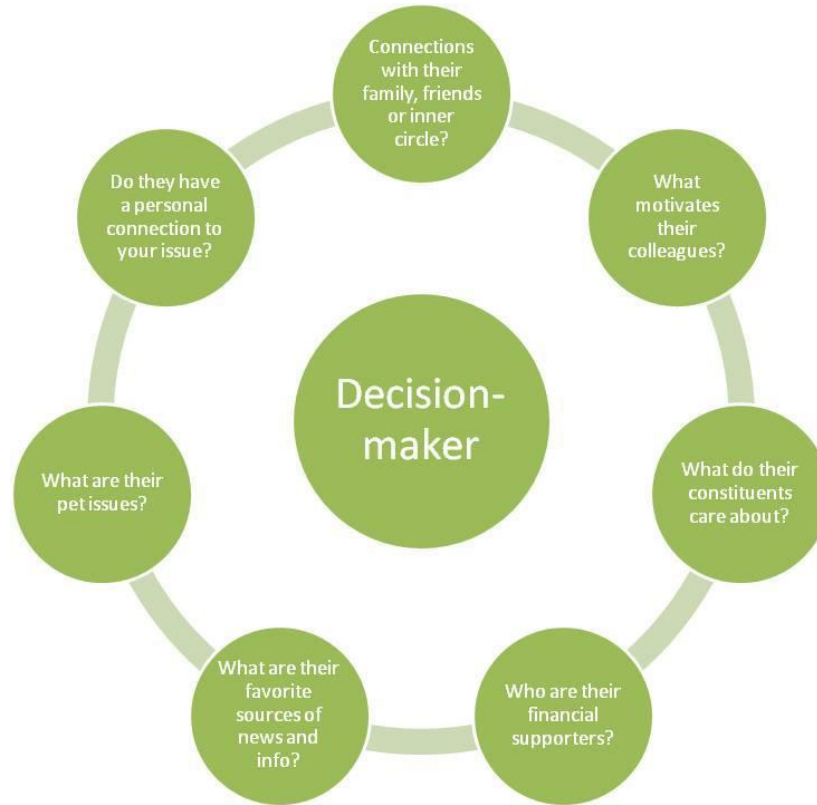 Connections
with their
family, friends
or inner
circle?
What
motivates
their
colleagues?
What do their
constituents
care about?
Who are their
financial
supporters?
What are their
favorite
sources of
news and
info?
What are their
pet issues?
Do they have
a personal
connection to
your issue?
Decision-
maker